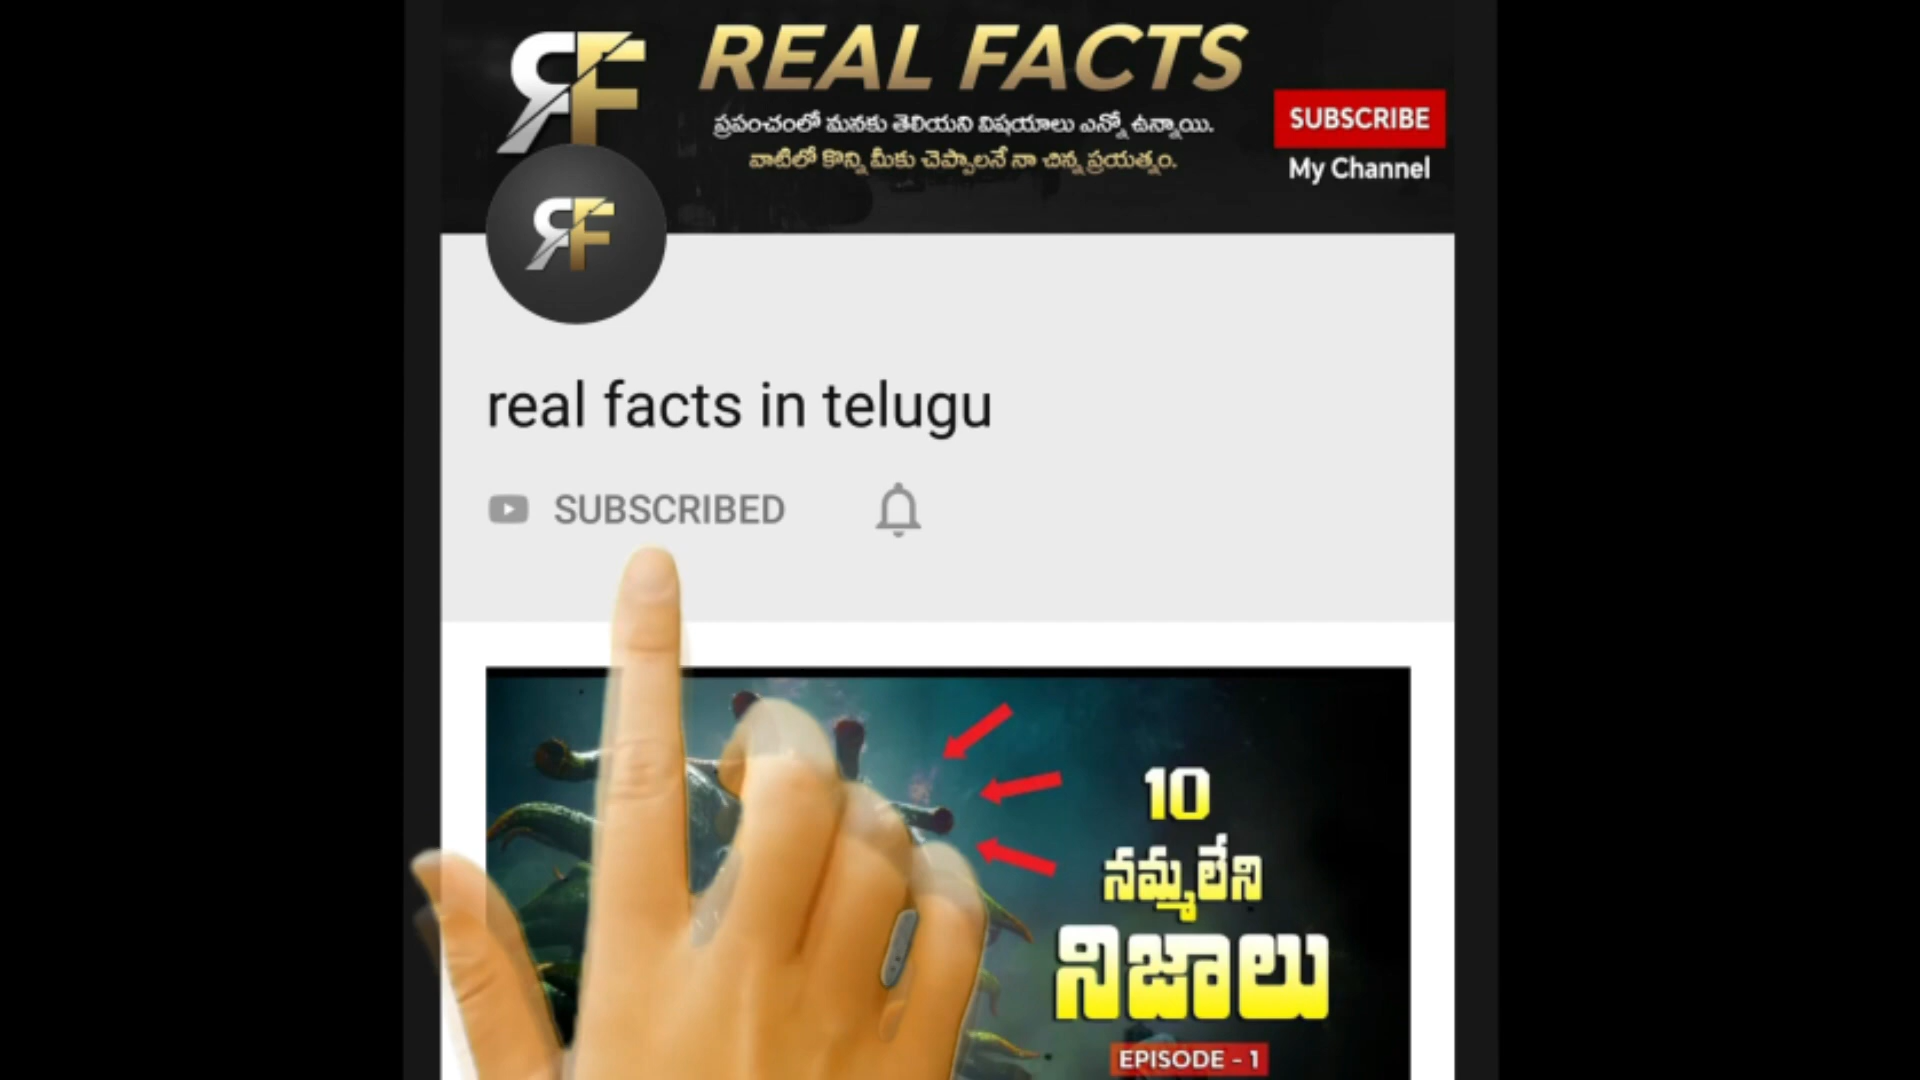 RF
REAL FACTS
ప్రపంచంలో మనకు తెలియని విషయాలు ఎన్నో ఉన్నాయి.
వాటిలో కొన్ని మీకు చెప్పాలనే నా చిన్న ప్రయత్నం.
SUBSCRIBE
My Channel
RF
real facts in telugu
SUBSCRIBED
10
నమ్మలేని
నిజాలు
EPISODE - 1